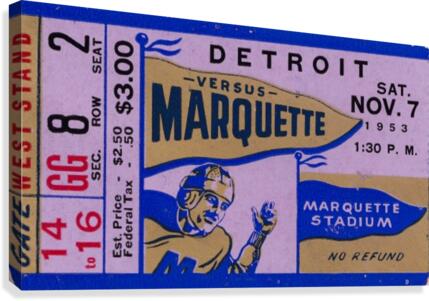 GATE
14
to 16
WEST STAND
GG
SEC.
8
ROW
2
SEAT
$3.00
Est. Price - $2.50
Federal Tax - .50
DETROIT
-VERSUS-
MARQUETTE
SAT.
NOV. 7
1953
1:30 P. M.
MARQUETTE
STADIUM
NO REFUND
M